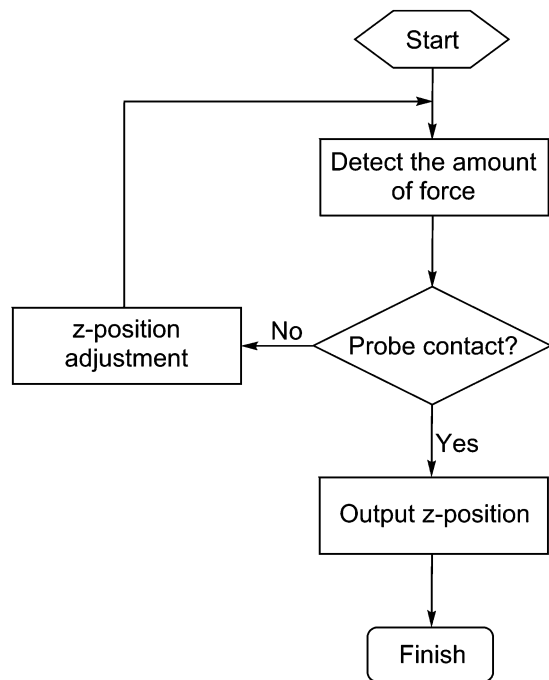 Start
Detect the amount
of force
Probe contact?
No
z-position
adjustment
Yes
Output z-position
Finish